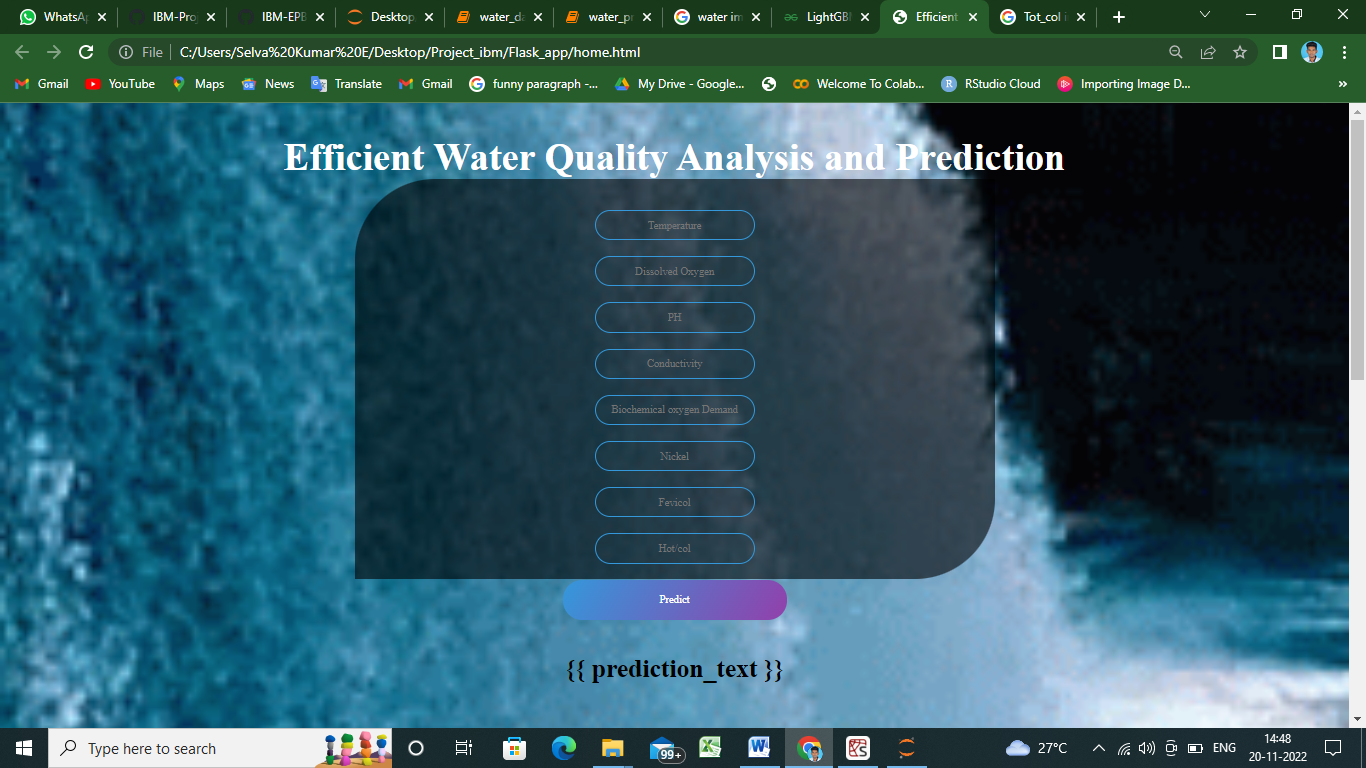 WhatsA
IBM-Pro
IBM-EPB
Desktop
water_da
water_pr
water im
LightGBM
Efficient
Tot_col i
File
C:/Users/Selva%20Kumar%20E/Desktop/Project_ibm/Flask_app/home.html
Gmail
YouTube
Maps
News
Translate
Gmail
funny paragraph -...
My Drive - Google...
Welcome To Colab...
RStudio Cloud
Importing Image D...
Efficient Water Quality Analysis and Prediction
Temperature
Dissolved Oxygen
PH
Conductivity
Biochemical oxygen Demand
Nickel
Fevicol
Hot/col
Predict
{{ prediction_text }}
Type here to search
99+
27°C
ENG
14:48
20-11-2022